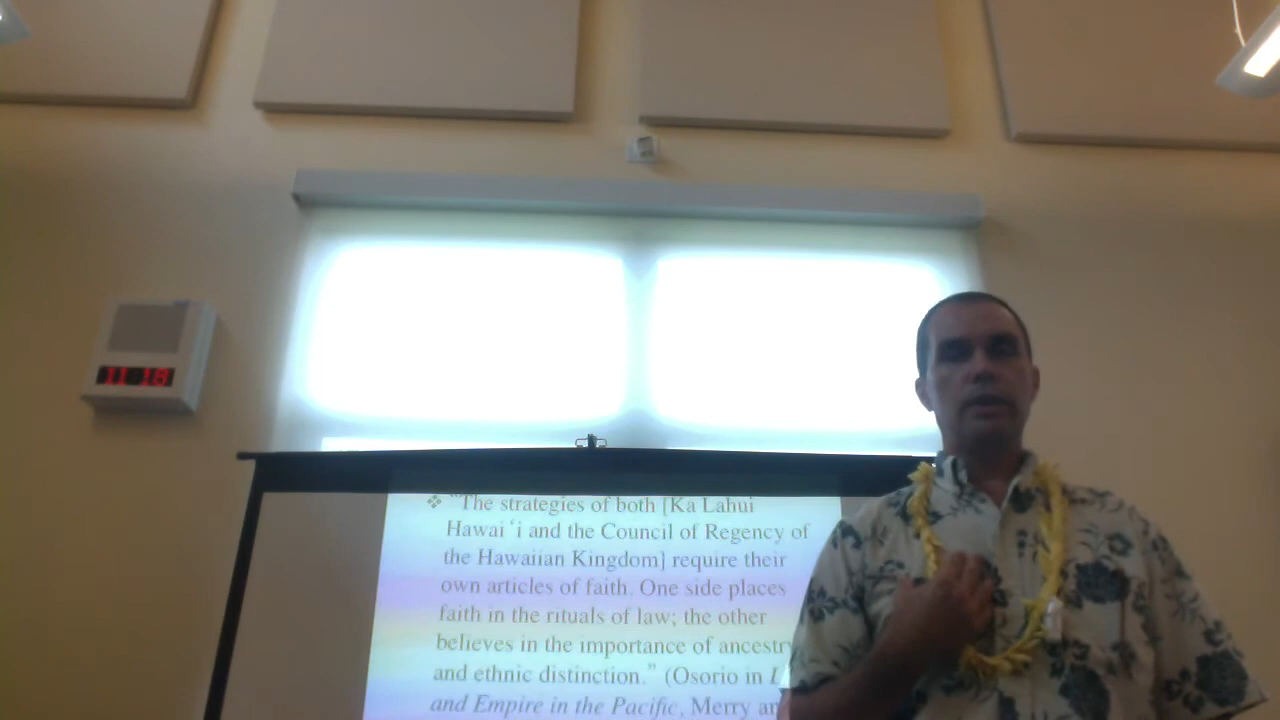 11 18
❖ “The strategies of both [Ka Lahui
Hawaiʻi and the Council of Regency of
the Hawaiian Kingdom] require their
own articles of faith. One side places
faith in the rituals of law; the other
believes in the importance of ancestry
and ethnic distinction.” (Osorio in
and Empire in the Pacific, Merry